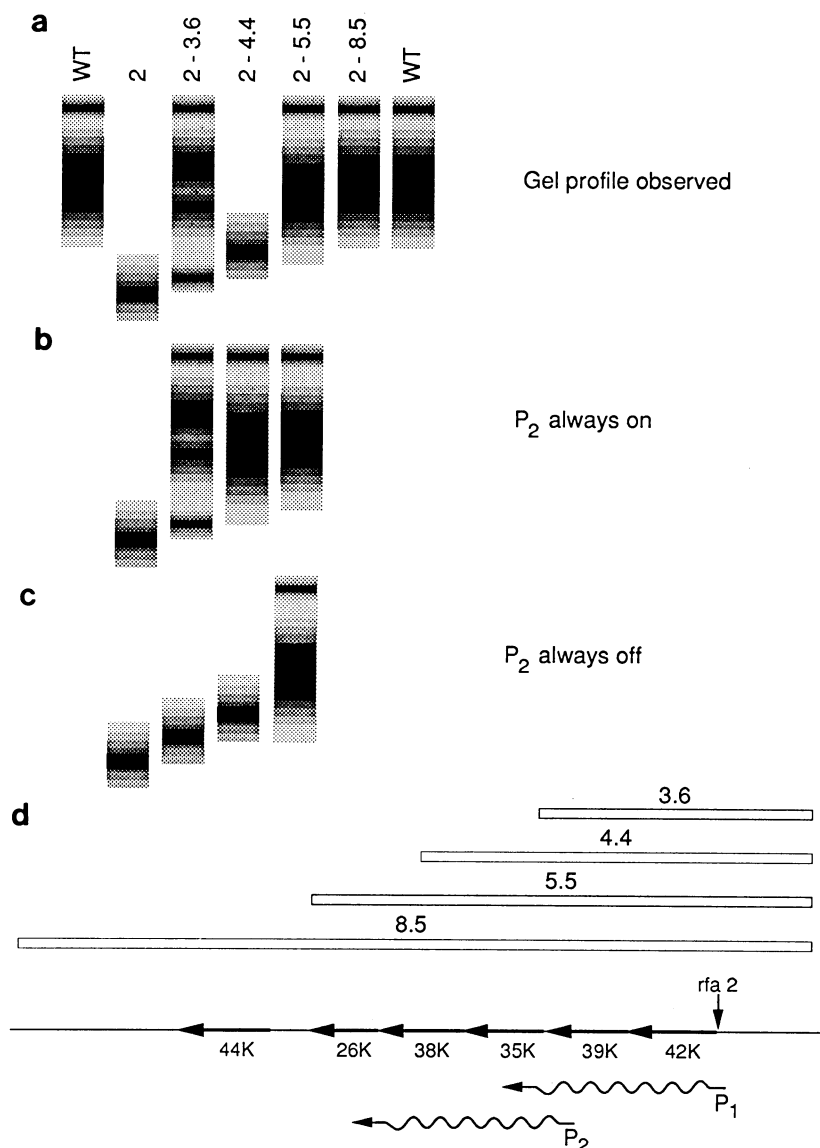 a
WT
2
2 - 3.6
2 - 4.4
2 - 5.5
2 - 8.5
WT
Gel profile observed
b
P2 always on
c
P2 always off
d
3.6
4.4
5.5
8.5
rfa 2
44K 26K 38K 35K 39K 42K
P1
P2